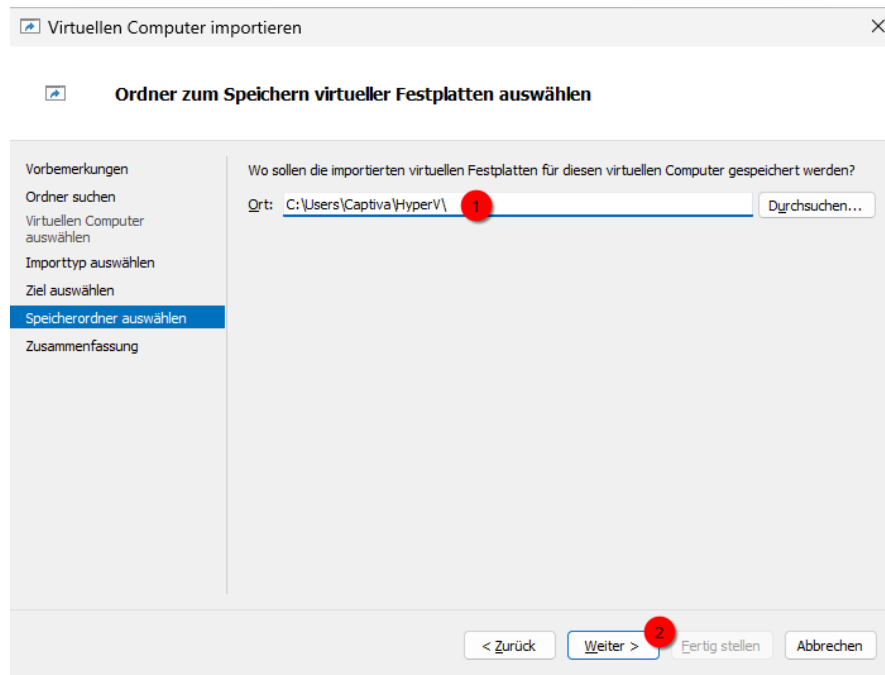 Virtuellen Computer importieren
Ordner zum Speichern virtueller Festplatten auswählen
Vorbemerkungen
Ordner suchen
Virtuellen Computer
auswählen
Importtyp auswählen
Ziel auswählen
Speicherordner auswählen
Zusammenfassung
Wo sollen die importierten virtuellen Festplatten für diesen virtuellen Computer gespeichert werden?
Ort: C:\Users\Captiva\HyperV\ 1 Durchsuchen...
2
< Zurück Weiter > Fertig stellen Abbrechen